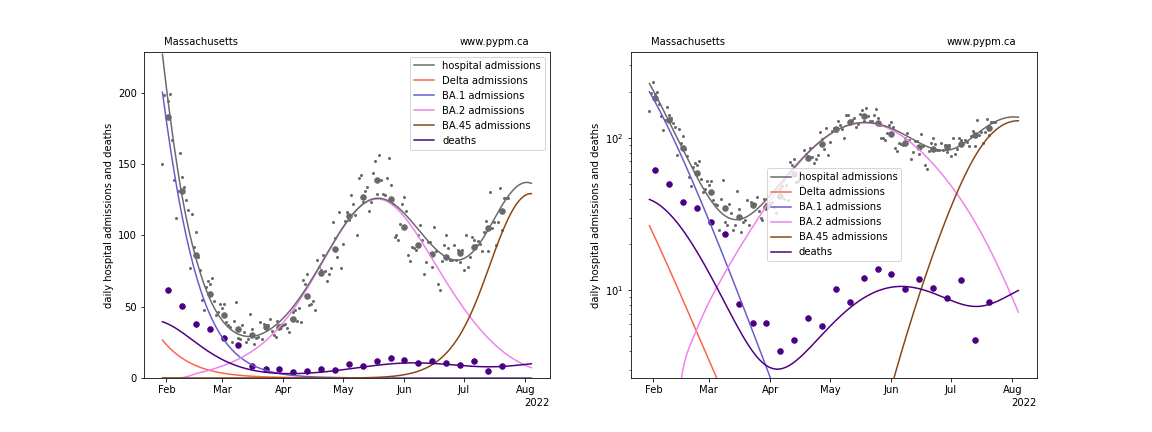 Massachusetts www.pypm.ca
daily hospital admissions and deaths
200
150
100
50
0
hospital admissions
Delta admissions
BA.1 admissions
BA.2 admissions
BA.45 admissions
deaths
Feb Mar Apr May Jun Jul Aug
2022
Massachusetts www.pypm.ca
daily hospital admissions and deaths
10²
10¹
hospital admissions
Delta admissions
BA.1 admissions
BA.2 admissions
BA.45 admissions
deaths
Feb Mar Apr May Jun Jul Aug
2022